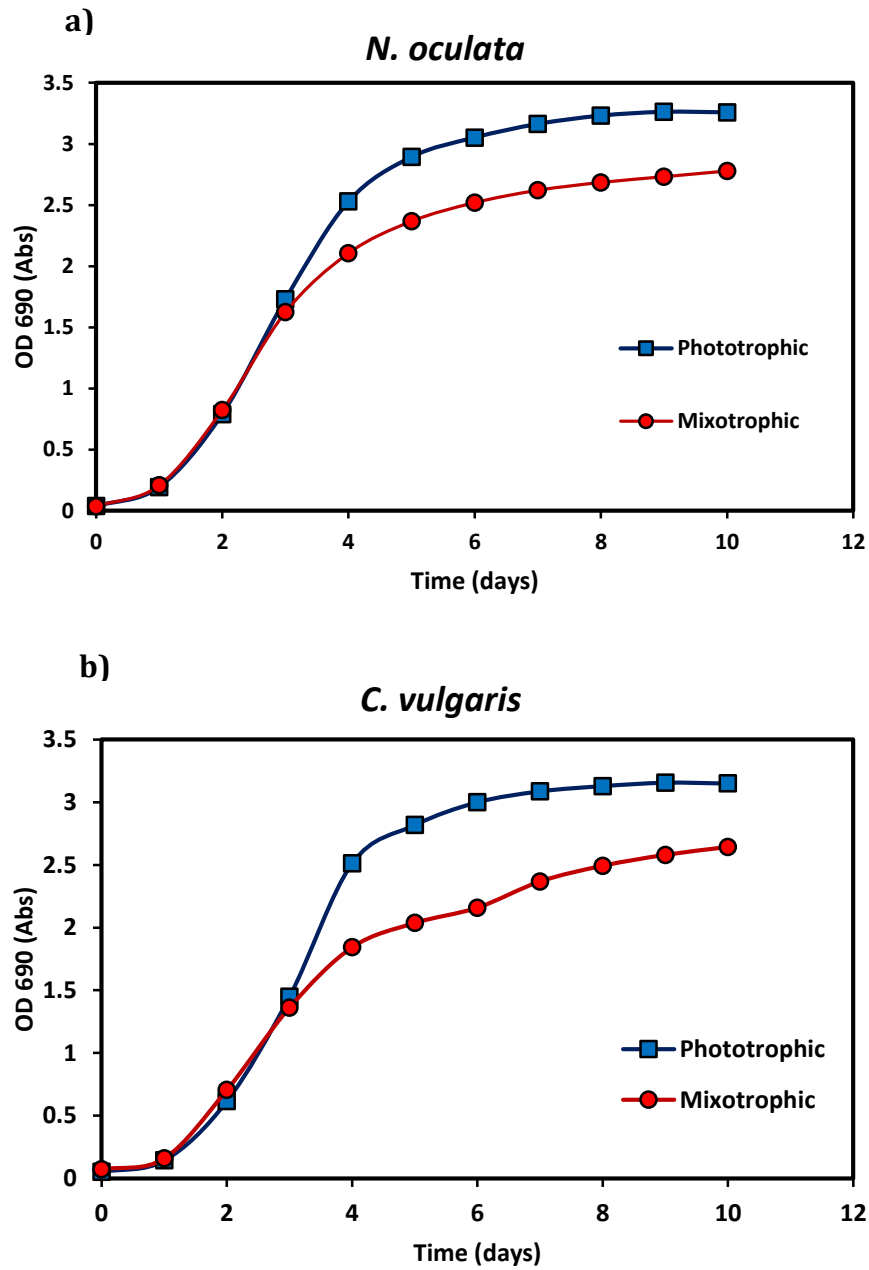 a)
N. oculata
3.5
3
2.5
2
1.5
1
0.5
0
OD 690 (Abs)
Phototrophic
Mixotrophic
0 2 4 6 8 10 12
Time (days)
b)
C. vulgaris
3.5
3
2.5
2
1.5
1
0.5
0
OD 690 (Abs)
Phototrophic
Mixotrophic
0 2 4 6 8 10 12
Time (days)